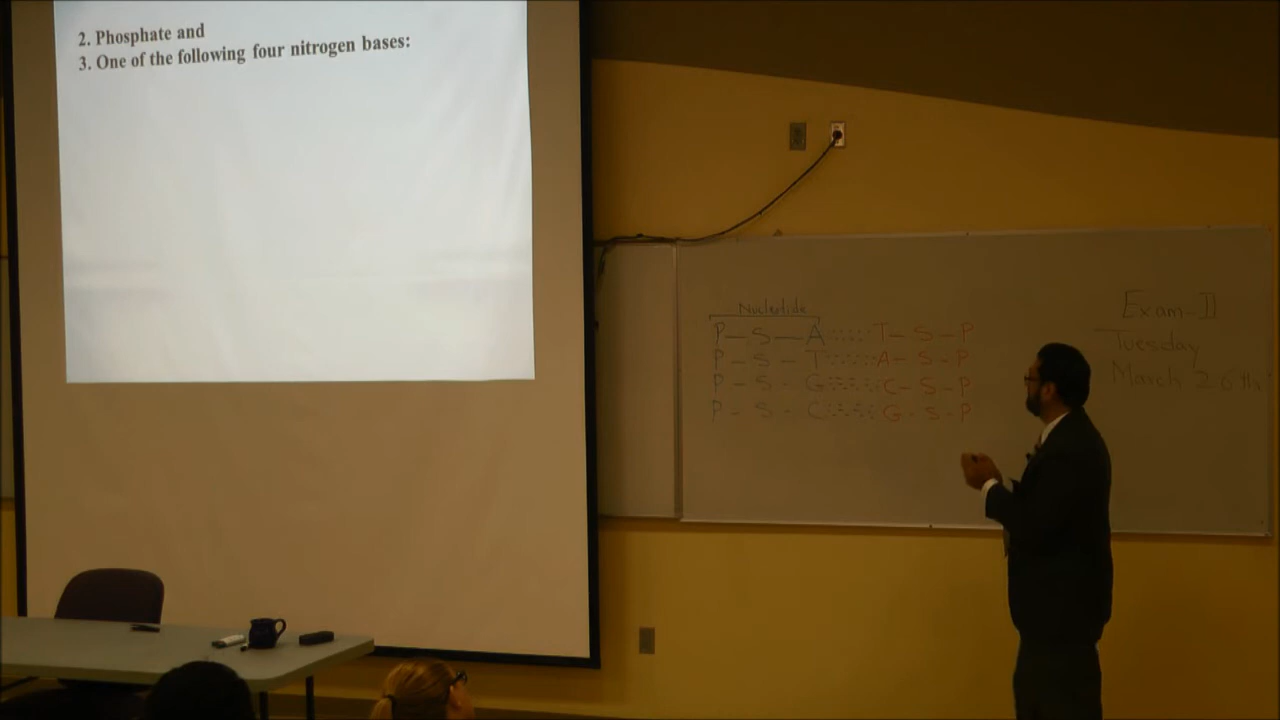 2. Phosphate and
3. One of the following four nitrogen bases:
Nucleotide
P - S - A :::::: T - S - P
P - S - T :::::: A - S - P
P - S - G :::::: C - S - P
P - S - C :::::: G - S - P
Exam-II
Tuesday
March 26th